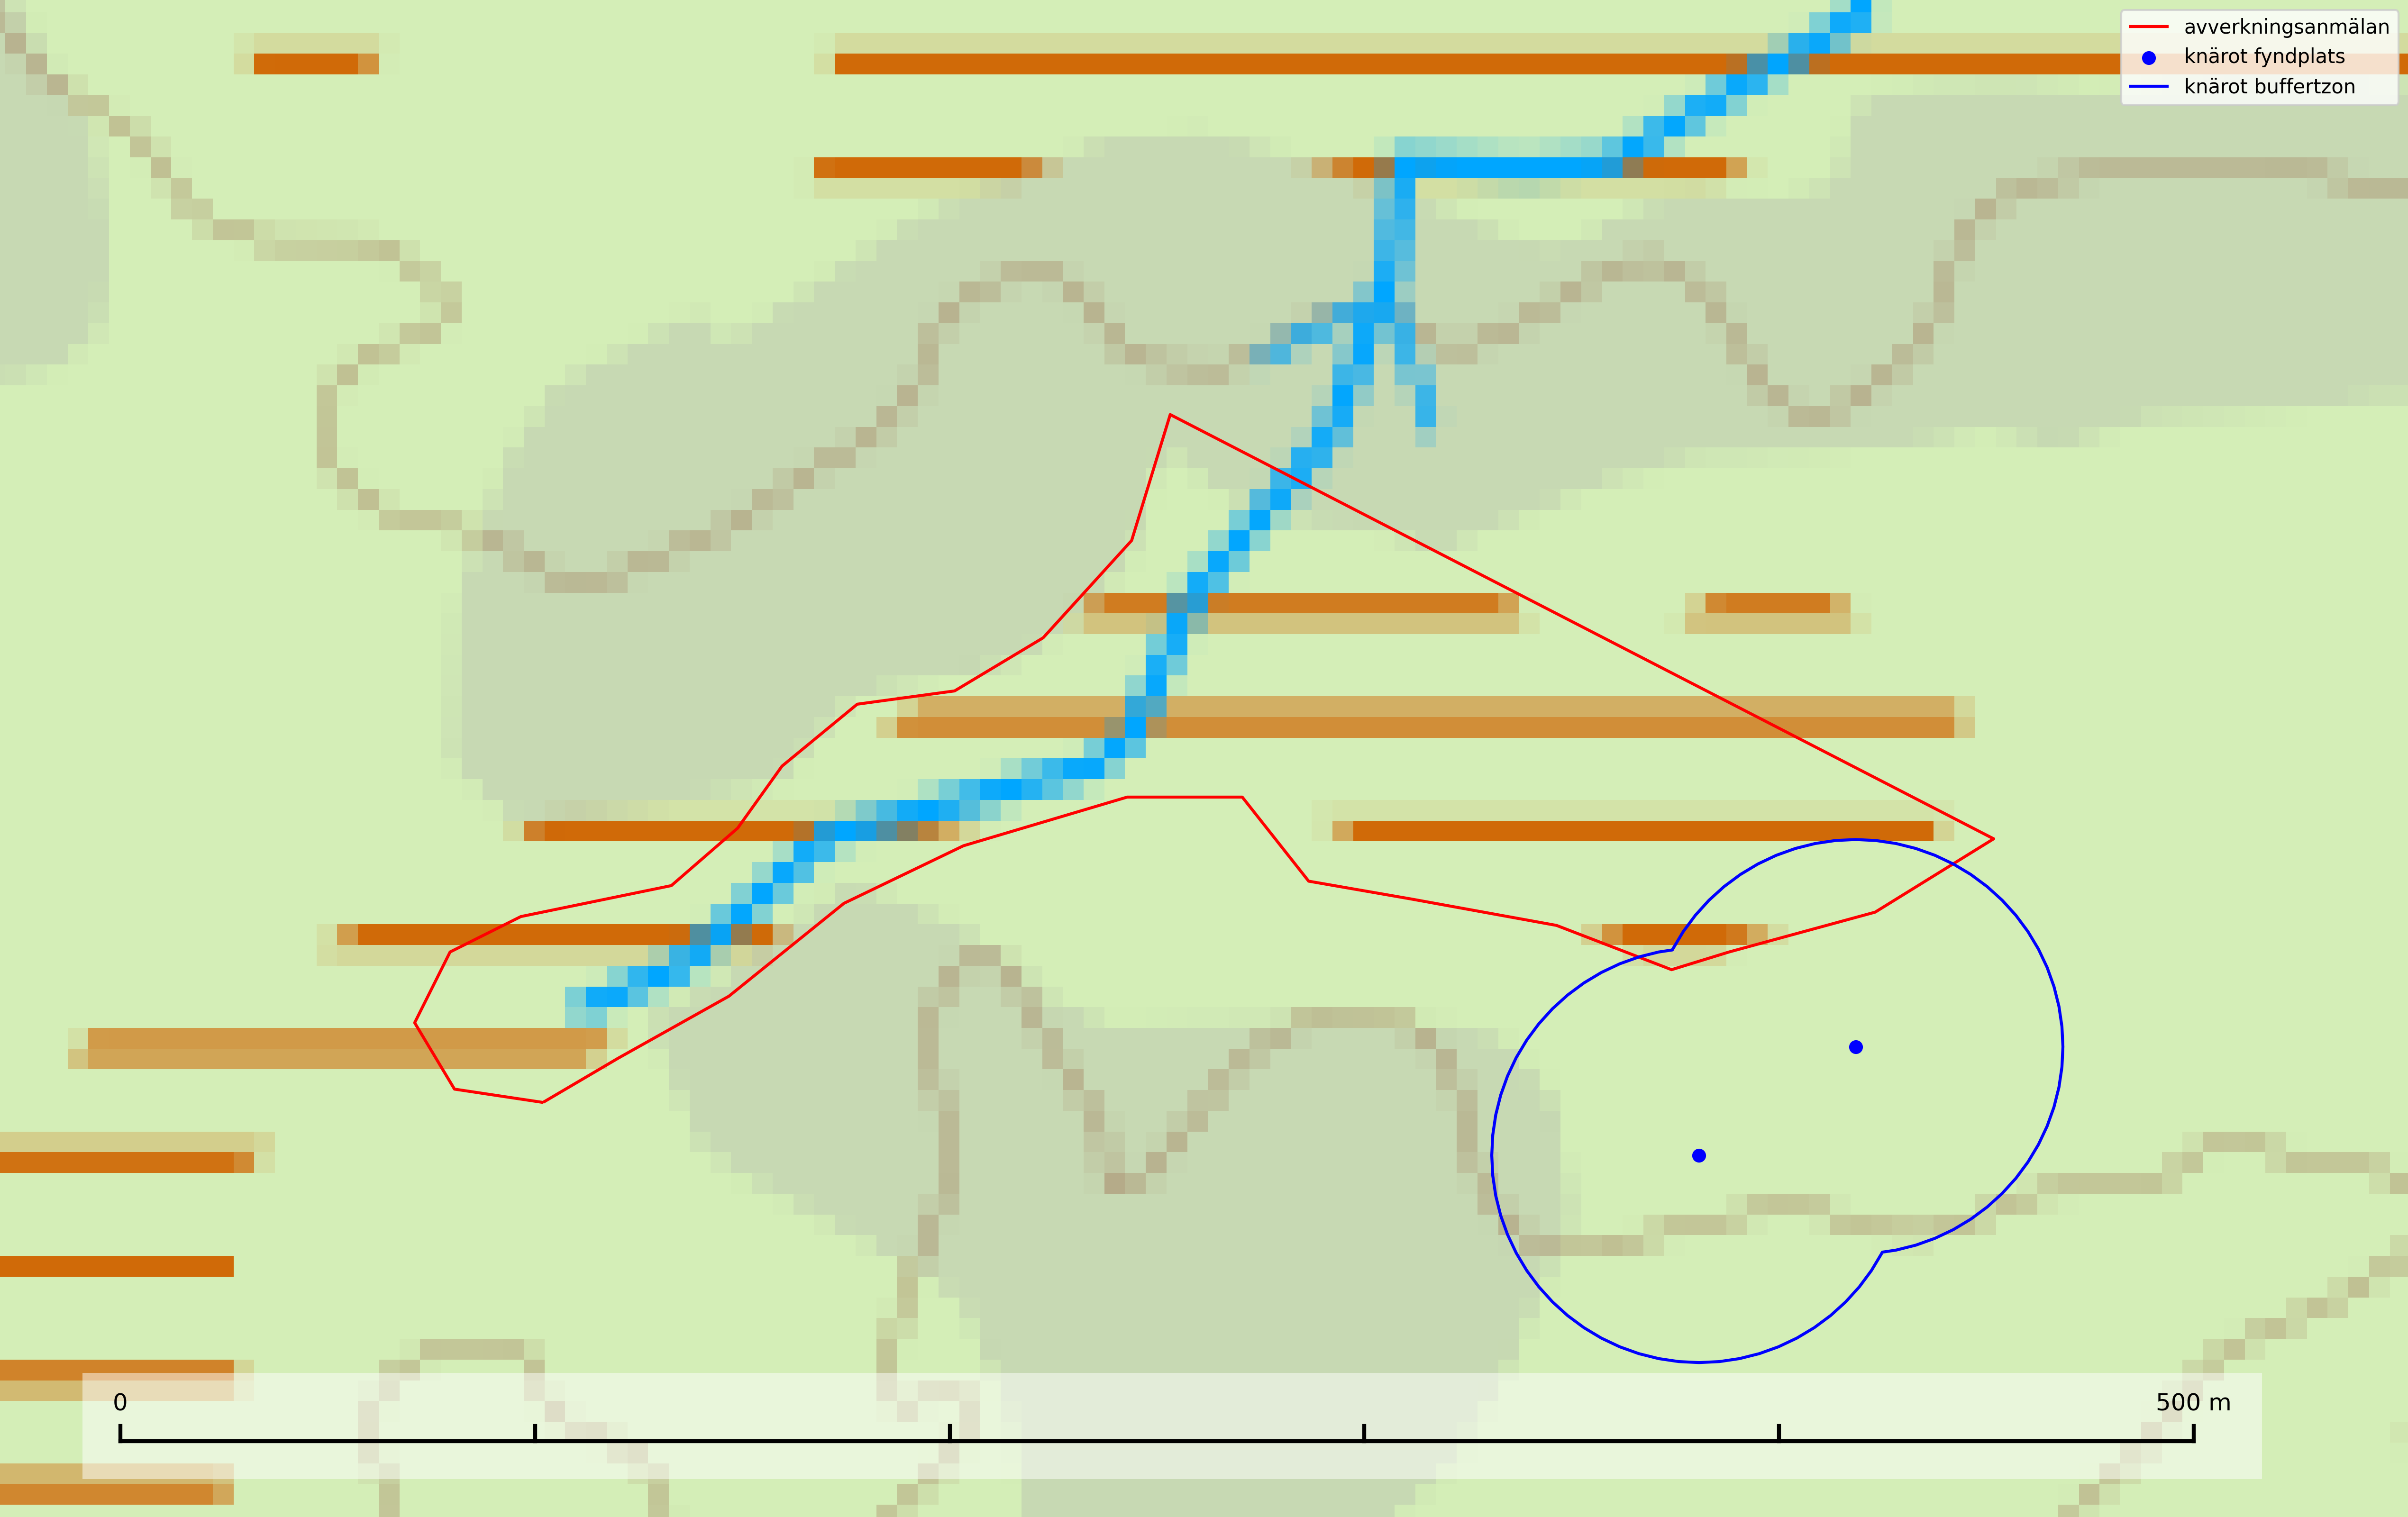 avverkningsanmälan
knärot fyndplats
knärot buffertzon
0
500 m